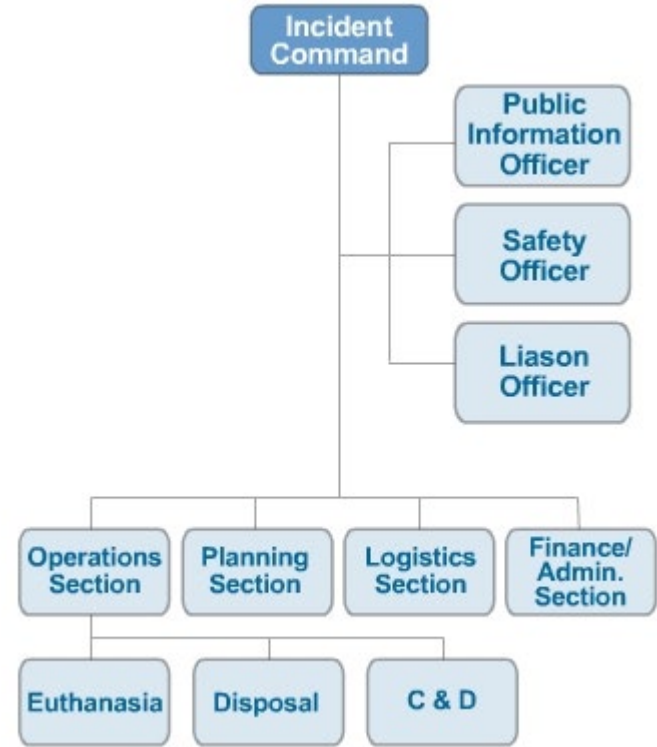 Incident
Command
Public
Information
Officer
Safety
Officer
Liason
Officer
Operations
Section
Planning
Section
Logistics
Section
Finance/
Admin.
Section
Euthanasia
Disposal
C & D